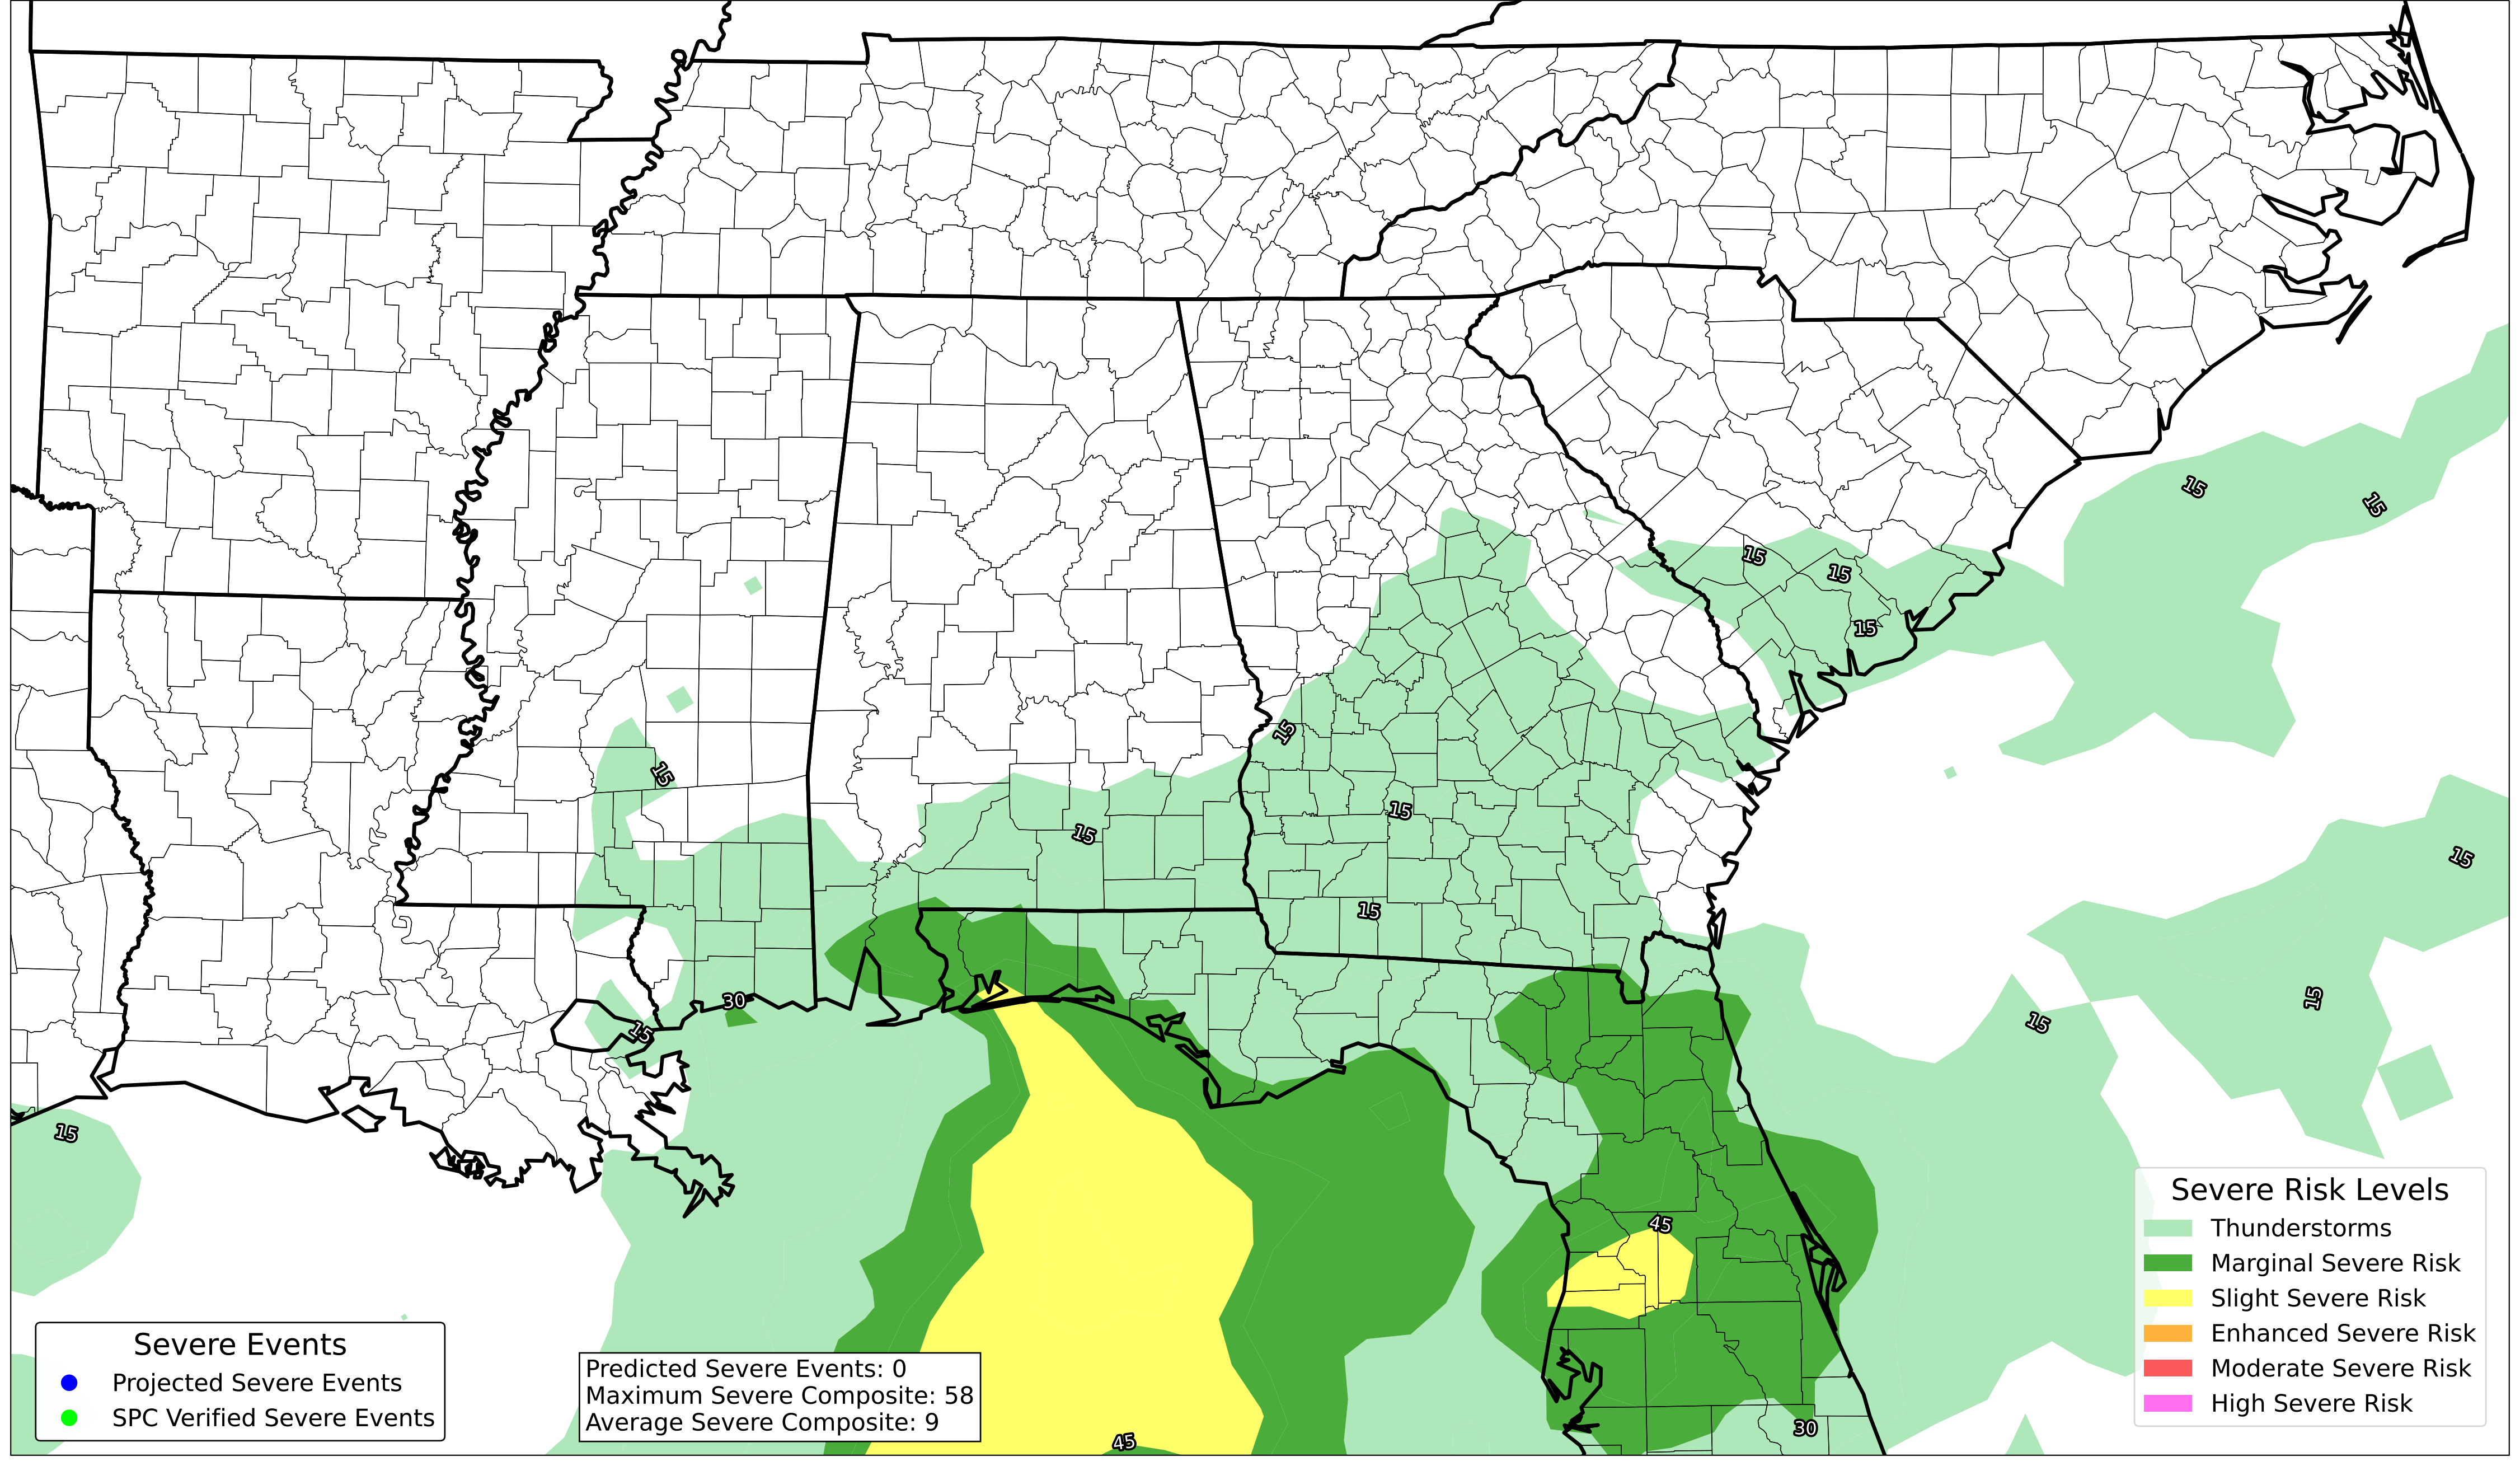 15
15
15
15
15
15
15
15
15
15
15
30
15
15
15
15
45
30
45
Severe Risk Levels
Thunderstorms
Marginal Severe Risk
Slight Severe Risk
Enhanced Severe Risk
Moderate Severe Risk
High Severe Risk
Severe Events
Projected Severe Events
SPC Verified Severe Events
Predicted Severe Events: 0
Maximum Severe Composite: 58
Average Severe Composite: 9